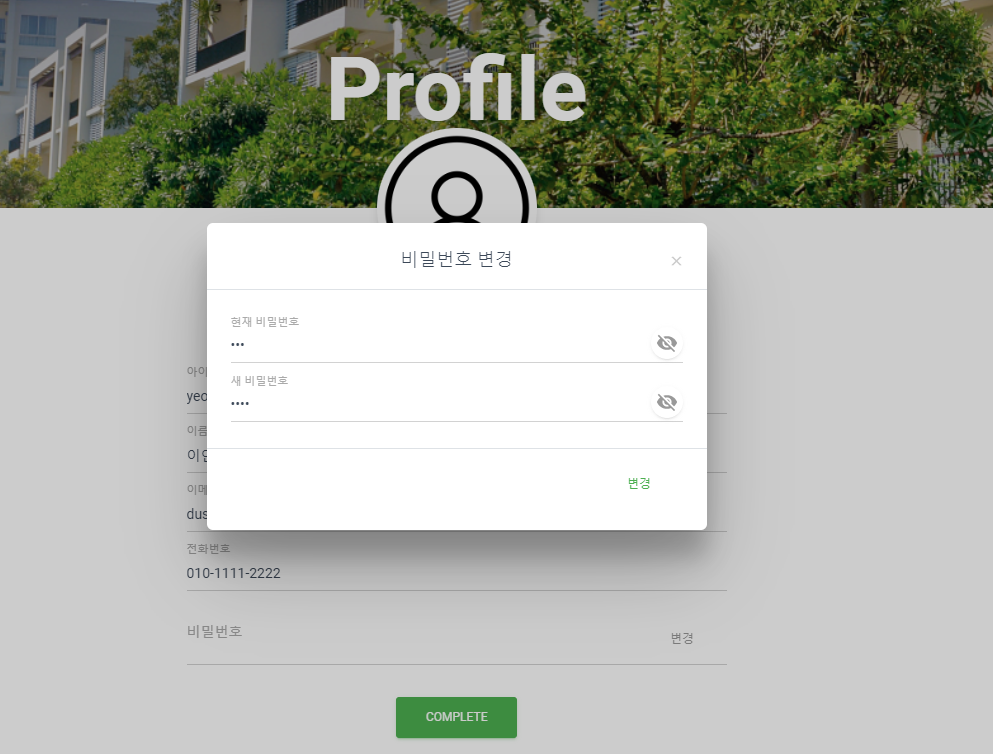 Profile
비밀번호 변경
×
현재 비밀번호
•••
새 비밀번호
••••
변경
아이
yeo
이름
이메
dus
전화번호
010-1111-2222
비밀번호
변경
COMPLETE